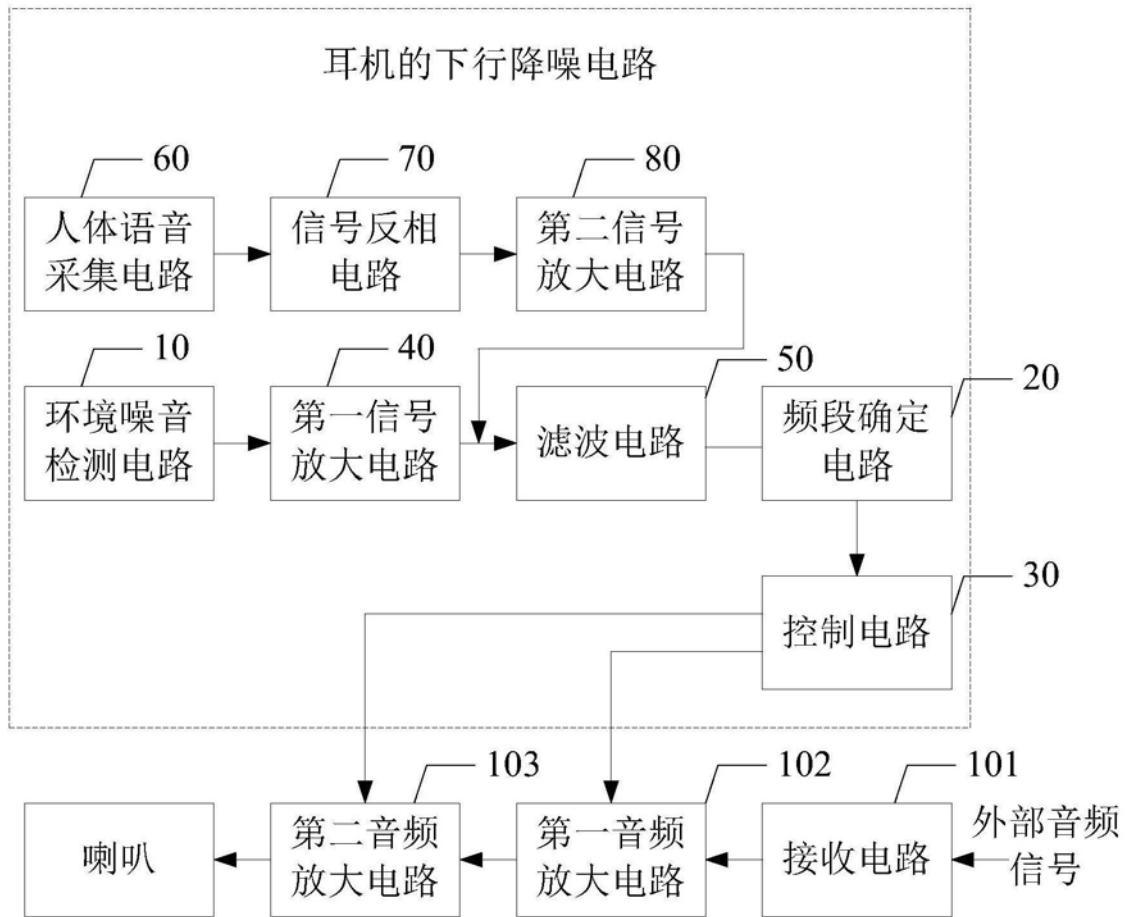 耳机的下行降噪电路
60
70
80
人体语音
采集电路
信号反相
电路
第二信号
放大电路
10
40
50
20
环境噪音
检测电路
第一信号
放大电路
滤波电路
频段确定
电路
30
控制电路
103
102
101
喇叭
第二音频
放大电路
第一音频
放大电路
接收电路
外部音频
信号